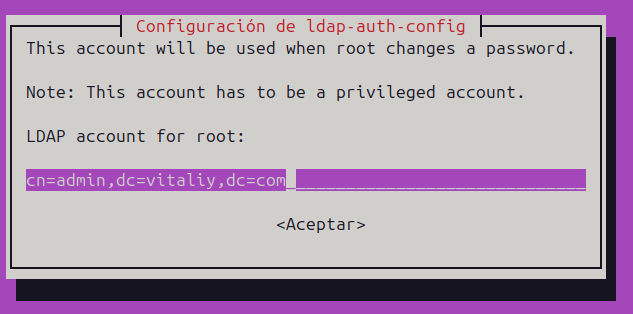 Configuración de ldap-auth-config
This account will be used when root changes a password.
Note: This account has to be a privileged account.
LDAP account for root:
cn=admin,dc=vitaliy,dc=com
<Aceptar>